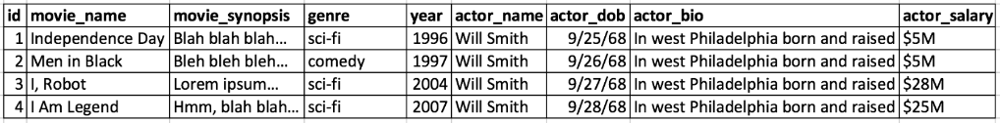 id movie_name movie_synopsis genre year actor_name actor_dob actor_bio actor_salary
1 Independence Day Blah blah blah... sci-fi 1996 Will Smith 9/25/68 In west Philadelphia born and raised $5M
2 Men in Black Bleh bleh bleh... comedy 1997 Will Smith 9/26/68 In west Philadelphia born and raised $5M
3 I, Robot Lorem ipsum... sci-fi 2004 Will Smith 9/27/68 In west Philadelphia born and raised $28M
4 I Am Legend Hmm, blah blah... sci-fi 2007 Will Smith 9/28/68 In west Philadelphia born and raised $25M